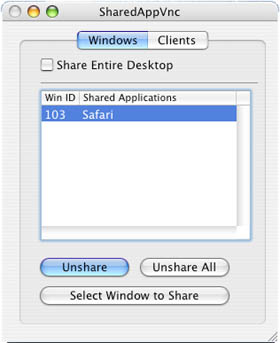 SharedAppVnc
Windows Clients
Share Entire Desktop
Win ID Shared Applications
103 Safari
Unshare Unshare All
Select Window to Share